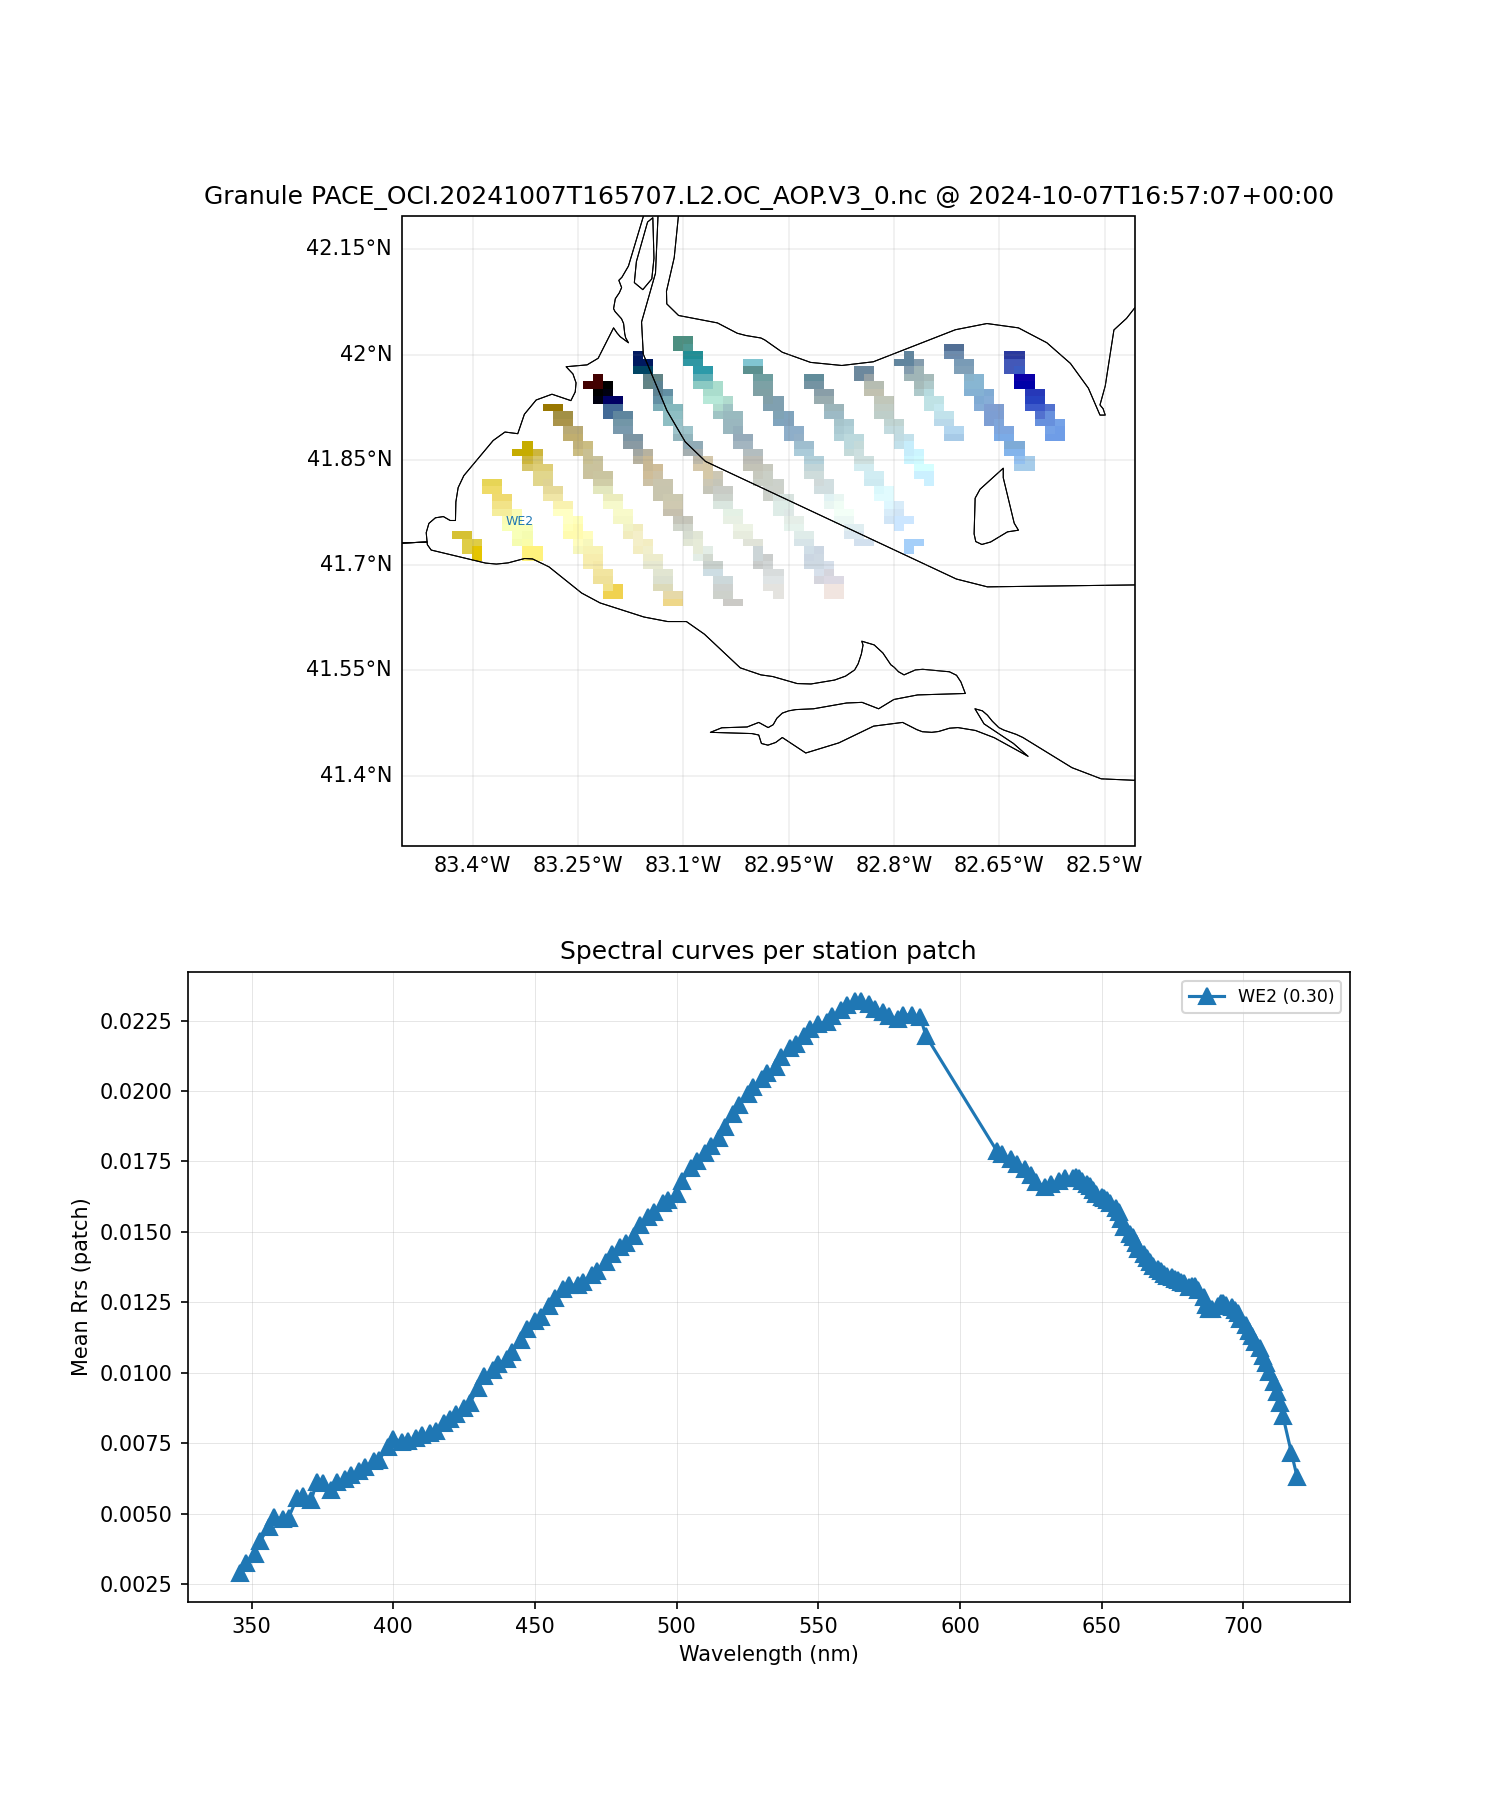 Granule PACE_OCI.20241007T165707.L2.OC_AOP.V3_0.nc @ 2024-10-07T16:57:07+00:00
42.15°N
42°N
41.85°N
WE2
41.7°N
41.55°N
41.4°N
83.4°W 83.25°W 83.1°W 82.95°W 82.8°W 82.65°W 82.5°W
Spectral curves per station patch
WE2 (0.30)
0.0225
0.0200
0.0175
0.0150
0.0125
0.0100
0.0075
0.0050
0.0025
Mean Rrs (patch)
350 400 450 500 550 600 650 700
Wavelength (nm)